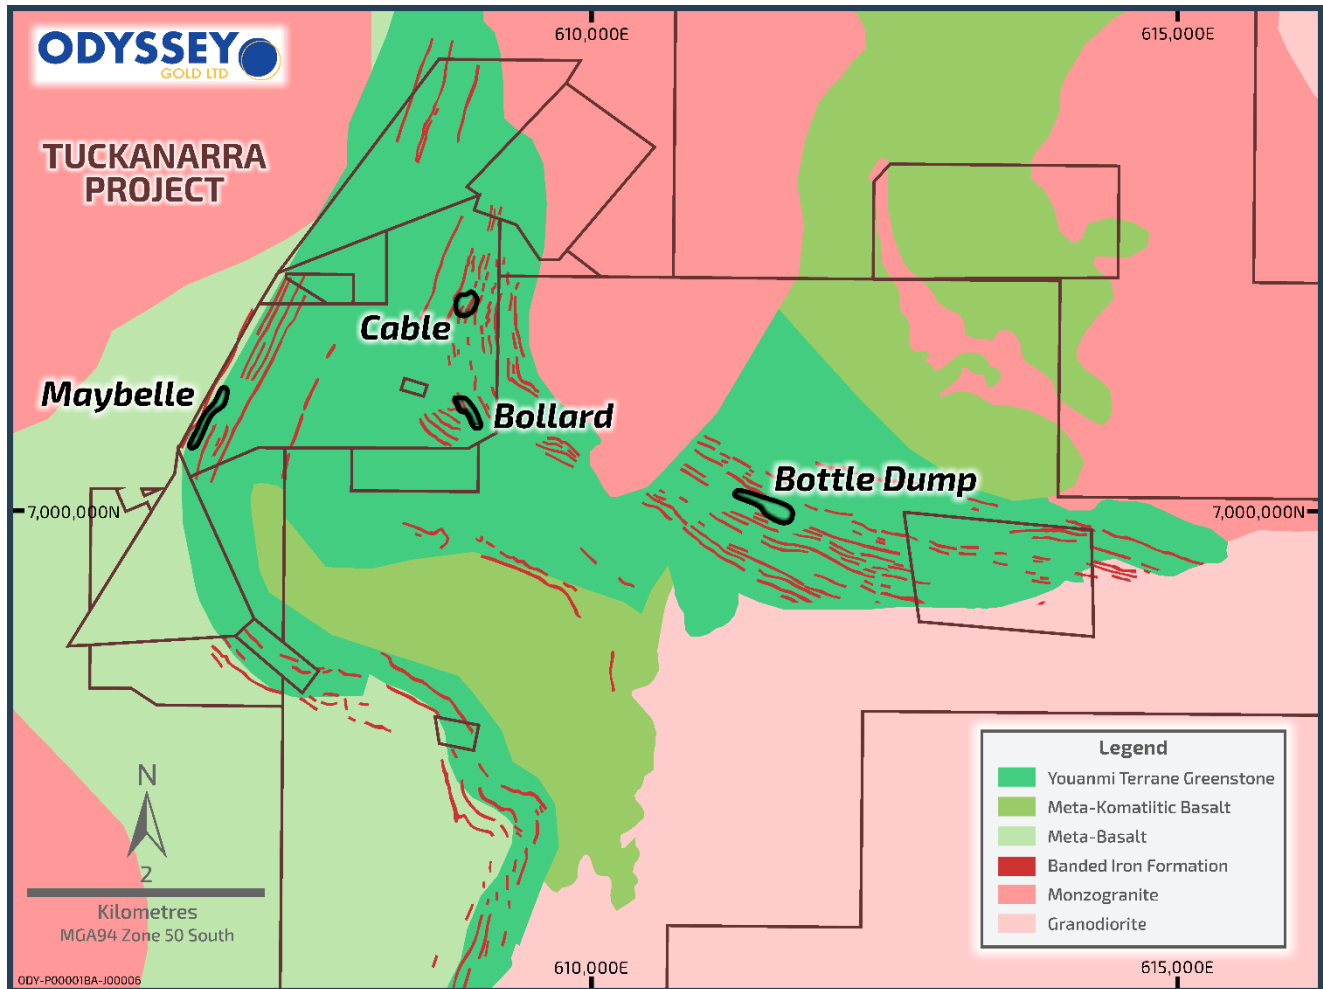 ODYSSEY
GOLD LTD
610,000E
615,000E
TUCKANARRA
PROJECT
Cable
Maybelle
Bollard
Bottle Dump
7,000,000N
7,000,000N
Legend
Youanmi Terrane Greenstone
Meta-Komatiitic Basalt
Meta-Basalt
Banded Iron Formation
Monzogranite
Granodiorite
N
2
Kilometres
MGA94 Zone 50 South
610,000E
615,000E
ODY-P00001BA-J00006